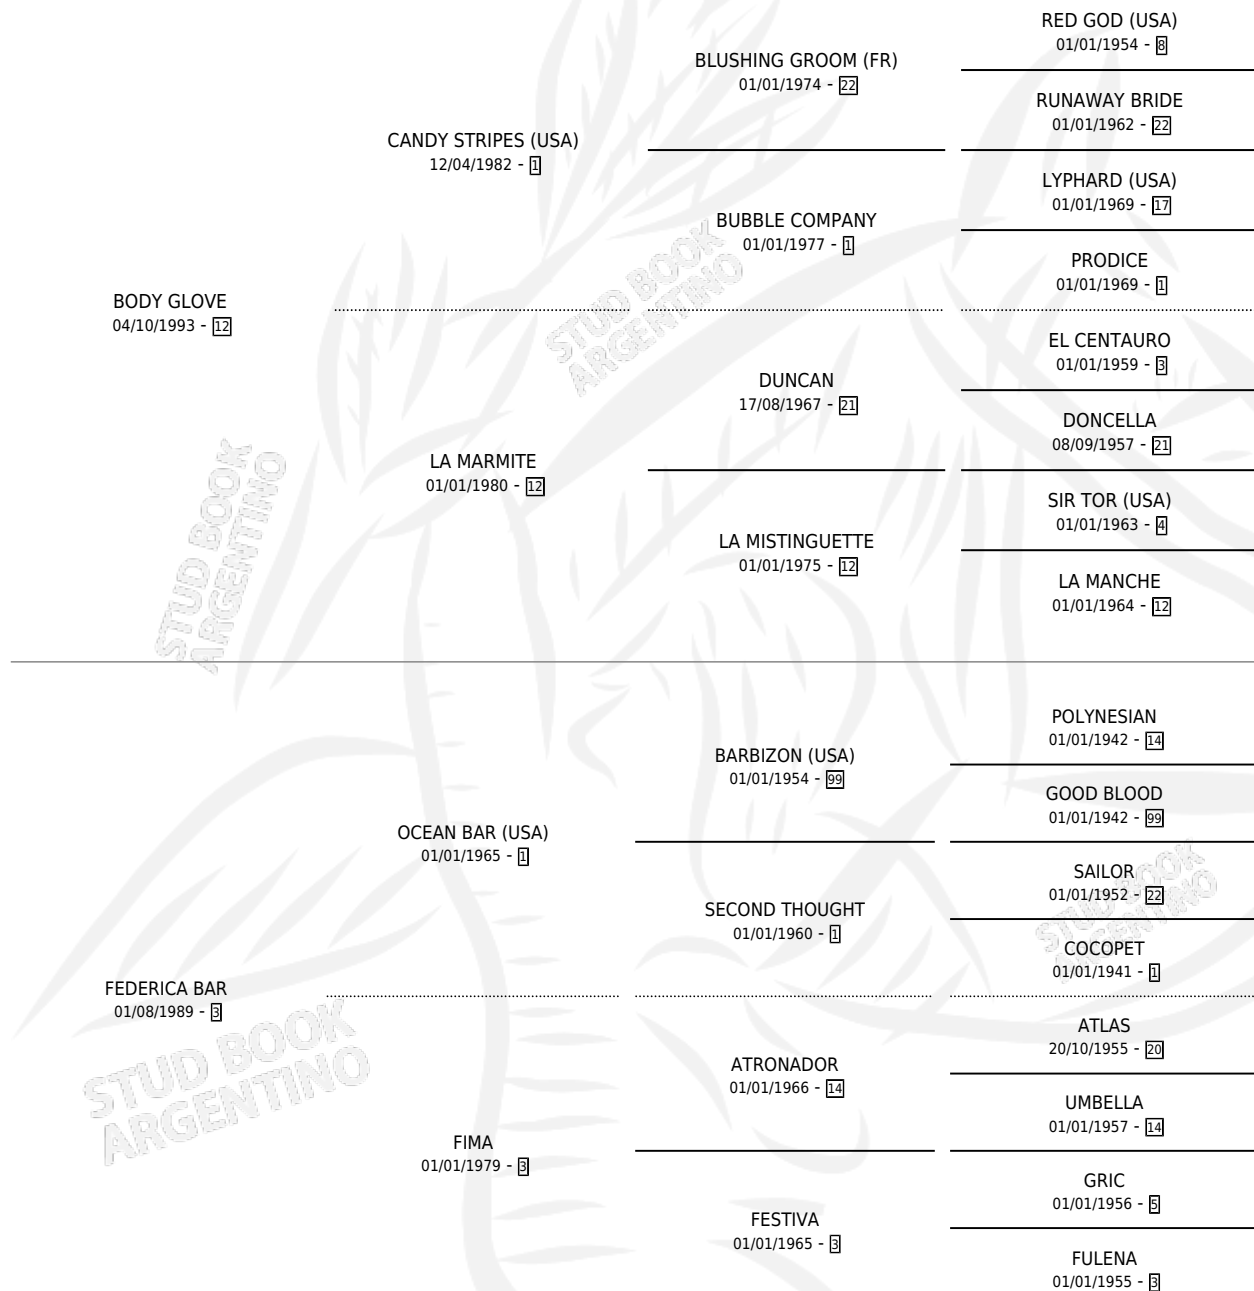 RED GOD (USA)
01/01/1954 - 8
BLUSHING GROOM (FR)
01/01/1974 - 22
RUNAWAY BRIDE
01/01/1962 - 22
CANDY STRIPES (USA)
12/04/1982 - 1
LYPHARD (USA)
01/01/1969 - 17
BUBBLE COMPANY
01/01/1977 - 1
PRODICE
01/01/1969 - 1
BODY GLOVE
04/10/1993 - 12
EL CENTAURO
01/01/1959 - 3
DUNCAN
17/08/1967 - 21
DONCELLA
08/09/1957 - 21
LA MARMITE
01/01/1980 - 12
SIR TOR (USA)
01/01/1963 - 4
LA MISTINGUETTE
01/01/1975 - 12
LA MANCHE
01/01/1964 - 12
POLYNESIAN
01/01/1942 - 14
BARBIZON (USA)
01/01/1954 - 99
GOOD BLOOD
01/01/1942 - 99
OCEAN BAR (USA)
01/01/1965 - 1
SAILOR
01/01/1952 - 22
SECOND THOUGHT
01/01/1960 - 1
COCOPET
01/01/1941 - 1
FEDERICA BAR
01/08/1989 - 3
ATLAS
20/10/1955 - 20
ATRONADOR
01/01/1966 - 14
UMBELLA
01/01/1957 - 14
FIMA
01/01/1979 - 3
GRIC
01/01/1956 - 5
FESTIVA
01/01/1965 - 3
FULENA
01/01/1955 - 3
STUD BOOK
ARGENTINO
STUD BOOK
ARGENTINO
STUD BOOK
ARGENTINO
STUD BOOK
ARGENTINO